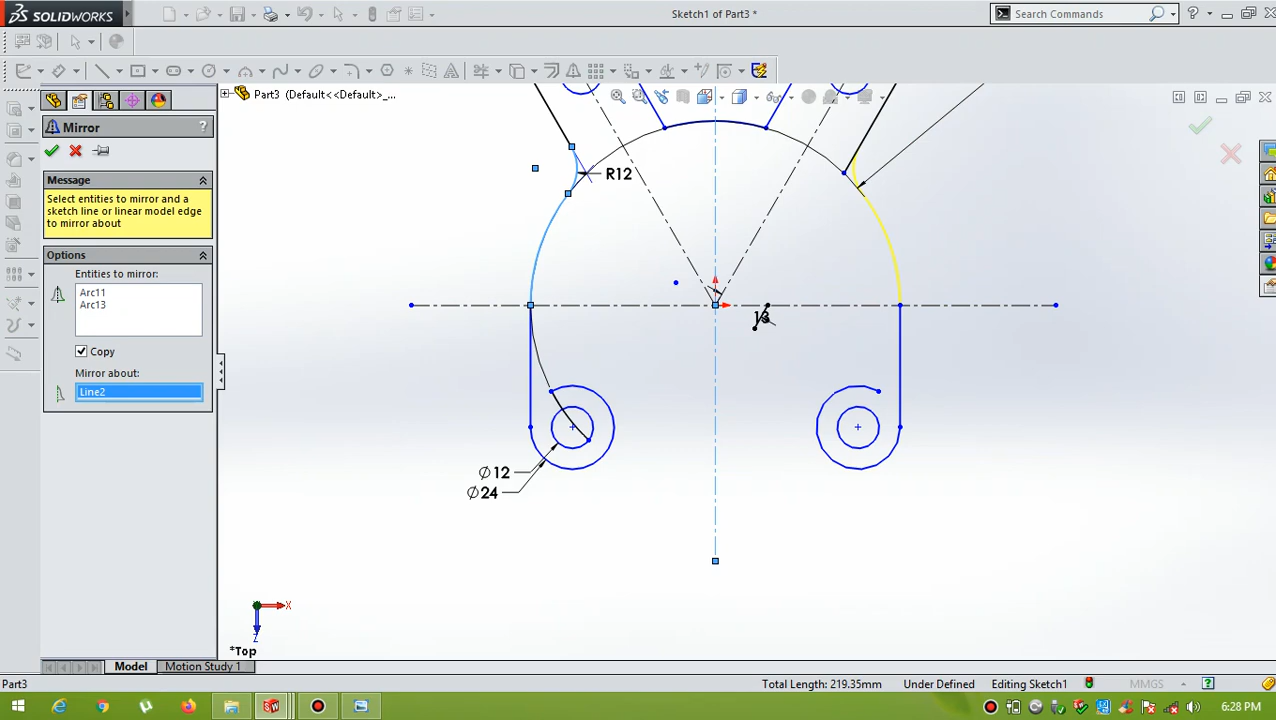 SOLIDWORKS
Sketch1 of Part3 *
Search Commands
Part3 (Default<<Default>_...
Mirror
?
Message
Select entities to mirror and a
sketch line or linear model edge
to mirror about
Options
Entities to mirror:
Arc11
Arc13
Copy
Mirror about:
Line2
R12
13
Ø12
Ø24
X
Z
*Top
Model
Motion Study 1
Part3
Total Length: 219.35mm
Under Defined
Editing Sketch1
MMGS
6:28 PM